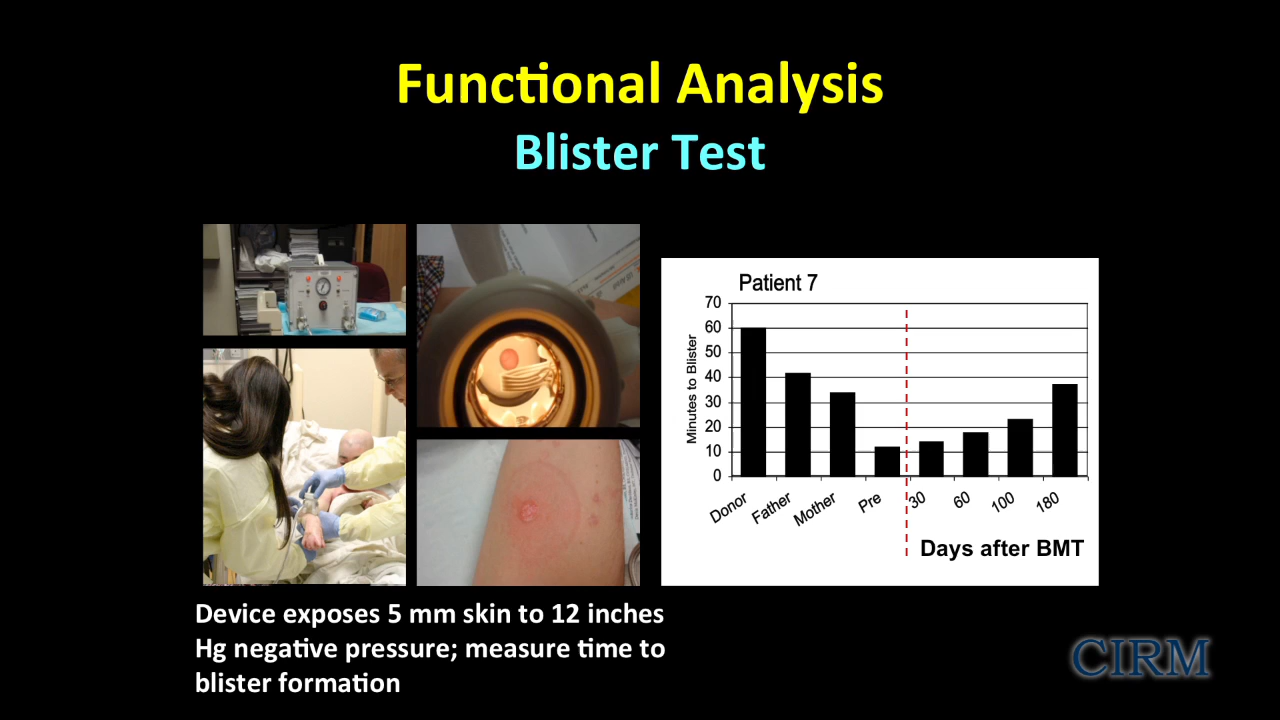 Functional Analysis
Blister Test
Patient 7
70
60
50
40
30
20
10
0
Minutes to Blister
Donor
Father
Mother
Pre
30
60
100
180
Days after BMT
Device exposes 5 mm skin to 12 inches
Hg negative pressure; measure time to
blister formation
CIRM